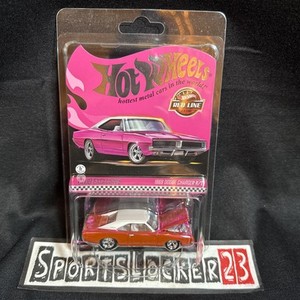 HOT WHEELS
hottest metal cars in the world
RED LINE
1969 DODGE CHARGER R/T
SPORTSLOCKER23